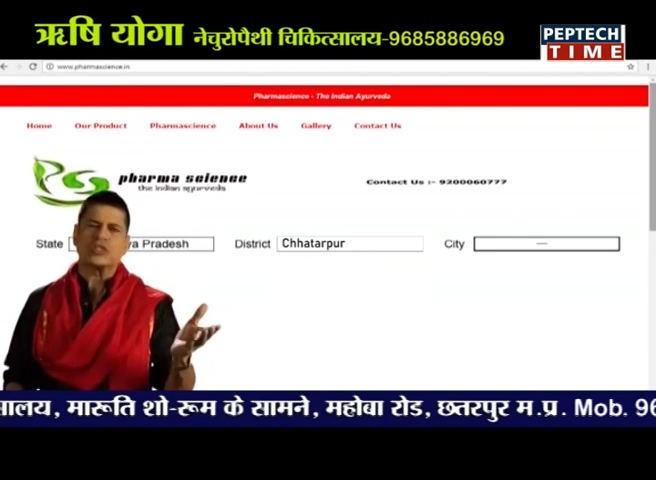 ऋषि योगा नेचुरोपैथी चिकित्सालय-9685886969
PEPTECH
TIME
www.pharmascience.in
Pharmascience - The Indian Ayurveda
Home Our Product Pharmascience About Us Gallery Contact Us
pharma science
the indian ayurveda
Contact Us :- 9200060777
State ya Pradesh District Chhatarpur City
सालय, मारूति शो-रूम के सामने, महोबा रोड, छतरपुर म.प्र. Mob. 96